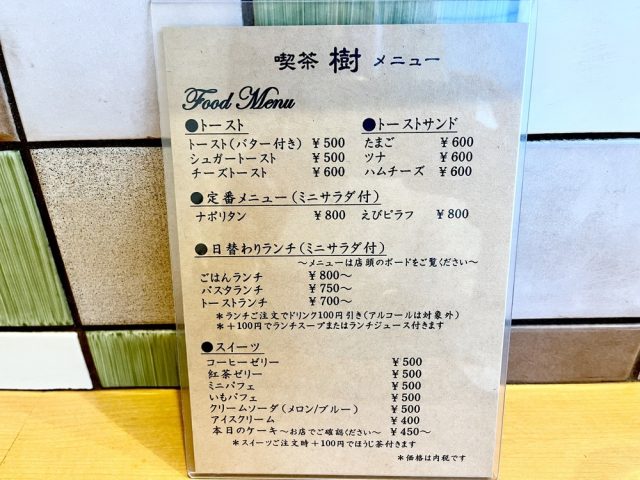 喫茶 樹 メニュー
Food Menu
●トースト
トースト(バター付き) ¥500
シュガートースト ¥500
チーズトースト ¥600
●トーストサンド
たまご ¥600
ツナ ¥600
ハムチーズ ¥600
●定番メニュー(ミニサラダ付)
ナポリタン ¥800 えびピラフ ¥800
●日替わりランチ(ミニサラダ付)
～メニューは店頭のボードをご覧ください～
ごはんランチ ¥800～
パスタランチ ¥750～
トーストランチ ¥700～
＊ランチご注文でドリンク100円引き(アルコールは対象外)
＊＋100円でランチスープまたはランチジュース付きます
●スイーツ
コーヒーゼリー ¥500
紅茶ゼリー ¥500
ミニパフェ ¥500
いもパフェ ¥500
クリームソーダ(メロン/ブルー) ¥500
アイスクリーム ¥400
本日のケーキ～お店でご確認ください～ ¥450～
＊スイーツご注文時＋100円でほうじ茶付きます
＊価格は内税です